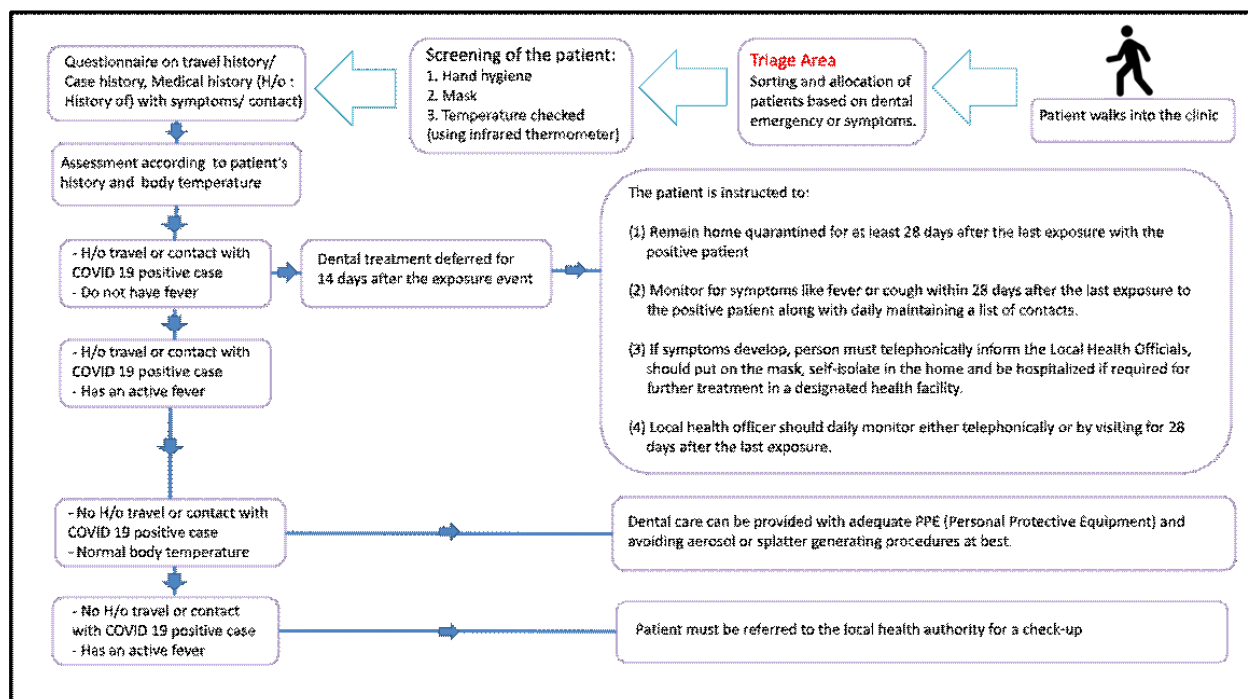 Patient walks into the clinic
Triage Area
Sorting and allocation of
patients based on dental
emergency or symptoms.
Screening of the patient:
1. Hand hygiene
2. Mask
3. Temperature checked
(using infrared thermometer)
Questionnaire on travel history/
Case history, Medical history (H/o :
History of) with symptoms/ contact)
Assessment according to patient's
history and body temperature
- H/o travel or contact with
COVID 19 positive case
- Do not have fever
Dental treatment deferred for
14 days after the exposure event
The patient is instructed to:
(1) Remain home quarantined for at least 28 days after the last exposure with the
positive patient
(2) Monitor for symptoms like fever or cough within 28 days after the last exposure to
the positive patient along with daily maintaining a list of contacts.
(3) If symptoms develop, person must telephonically inform the Local Health Officials,
should put on the mask, self-isolate in the home and be hospitalized if required for
further treatment in a designated health facility.
(4) Local health officer should daily monitor either telephonically or by visiting for 28
days after the last exposure.
- H/o travel or contact with
COVID 19 positive case
- Has an active fever
- No H/o travel or contact with
COVID 19 positive case
- Normal body temperature
Dental care can be provided with adequate PPE (Personal Protective Equipment) and
avoiding aerosol or splatter generating procedures at best.
- No H/o travel or contact
with COVID 19 positive case
- Has an active fever
Patient must be referred to the local health authority for a check-up